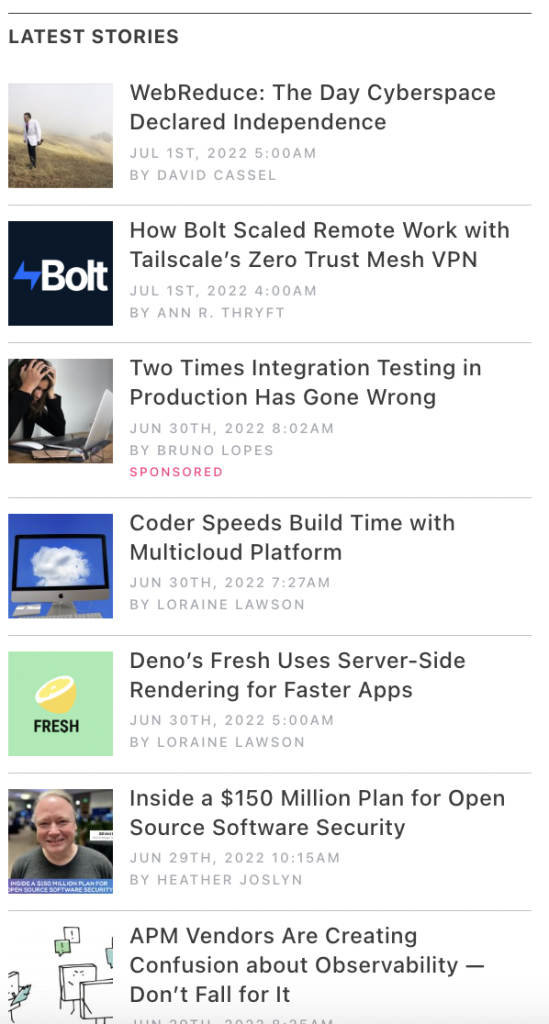 LATEST STORIES
WebReduce: The Day Cyberspace
Declared Independence
JUL 1ST, 2022 5:00AM
BY DAVID CASSEL
Bolt
How Bolt Scaled Remote Work with
Tailscale’s Zero Trust Mesh VPN
JUL 1ST, 2022 4:00AM
BY ANN R. THRYFT
Two Times Integration Testing in
Production Has Gone Wrong
JUN 30TH, 2022 8:02AM
BY BRUNO LOPES
SPONSORED
Coder Speeds Build Time with
Multicloud Platform
JUN 30TH, 2022 7:27AM
BY LORAINE LAWSON
FRESH
Deno’s Fresh Uses Server-Side
Rendering for Faster Apps
JUN 30TH, 2022 5:00AM
BY LORAINE LAWSON
INSIDE A $150 MILLION PLAN FOR
OPEN SOURCE SOFTWARE SECURITY
Inside a $150 Million Plan for Open
Source Software Security
JUN 29TH, 2022 10:15AM
BY HEATHER JOSLYN
APM Vendors Are Creating
Confusion about Observability —
Don’t Fall for It
JUN 29TH, 2022 8:25AM